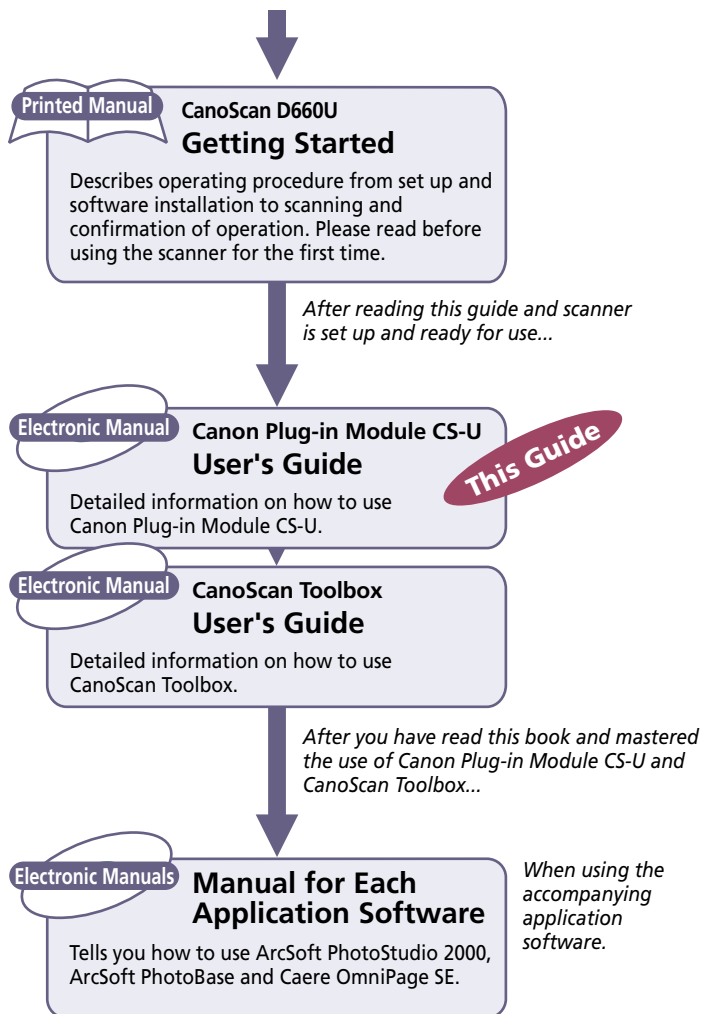 Printed Manual
CanoScan D660U
Getting Started
Describes operating procedure from set up and
software installation to scanning and
confirmation of operation. Please read before
using the scanner for the first time.
After reading this guide and scanner
is set up and ready for use...
Electronic Manual
Canon Plug-in Module CS-U
User's Guide
This Guide
Detailed information on how to use
Canon Plug-in Module CS-U.
Electronic Manual
CanoScan Toolbox
User's Guide
Detailed information on how to use
CanoScan Toolbox.
After you have read this book and mastered
the use of Canon Plug-in Module CS-U and
CanoScan Toolbox...
Electronic Manuals
Manual for Each
Application Software
Tells you how to use ArcSoft PhotoStudio 2000,
ArcSoft PhotoBase and Caere OmniPage SE.
When using the
accompanying
application
software.